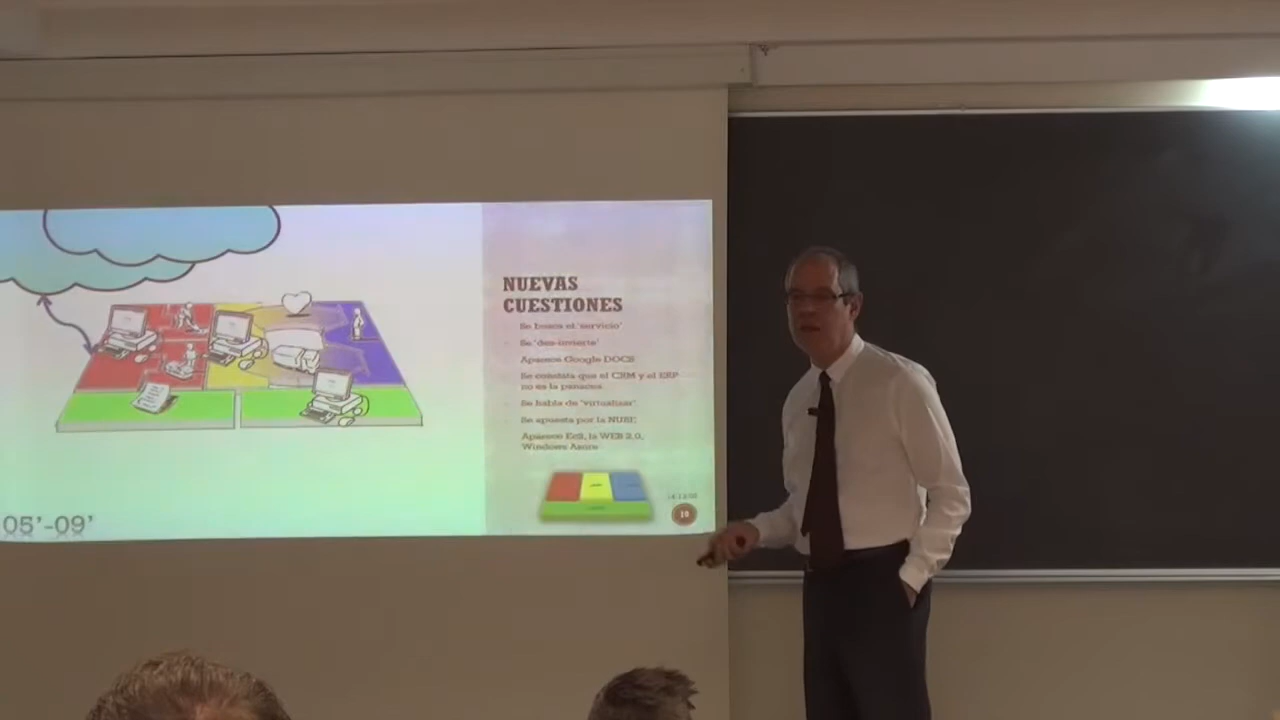 NUEVAS
CUESTIONES
Se busca el 'servicio'
Se 'des-invierte'
Aparece Google DOCS
Se constata que el CRM y el ERP
no es la panacea
Se habla de 'virtualizar'
Se apuesta por la NUBE
Aparece Ec2, la WEB 2.0,
Windows Azure
05'-09'
10